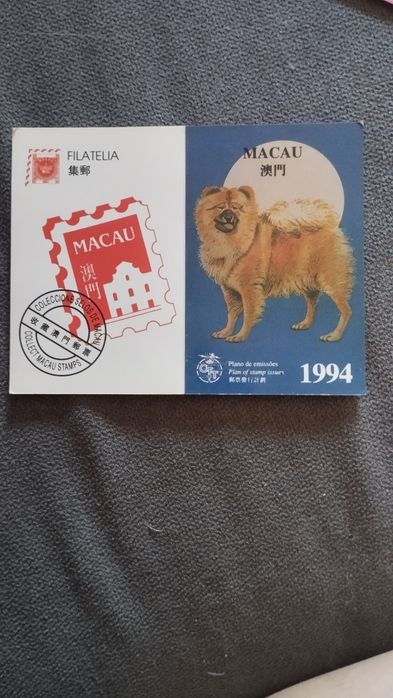 FILATELIA
集郵
MACAU
澳門
COLECCIONE SELOS DE MACAU
收藏澳門郵票
COLLECT MACAU STAMPS
MACAU
澳門
Plano de emissões
Plan of stamp issues
郵票發行計劃
1994